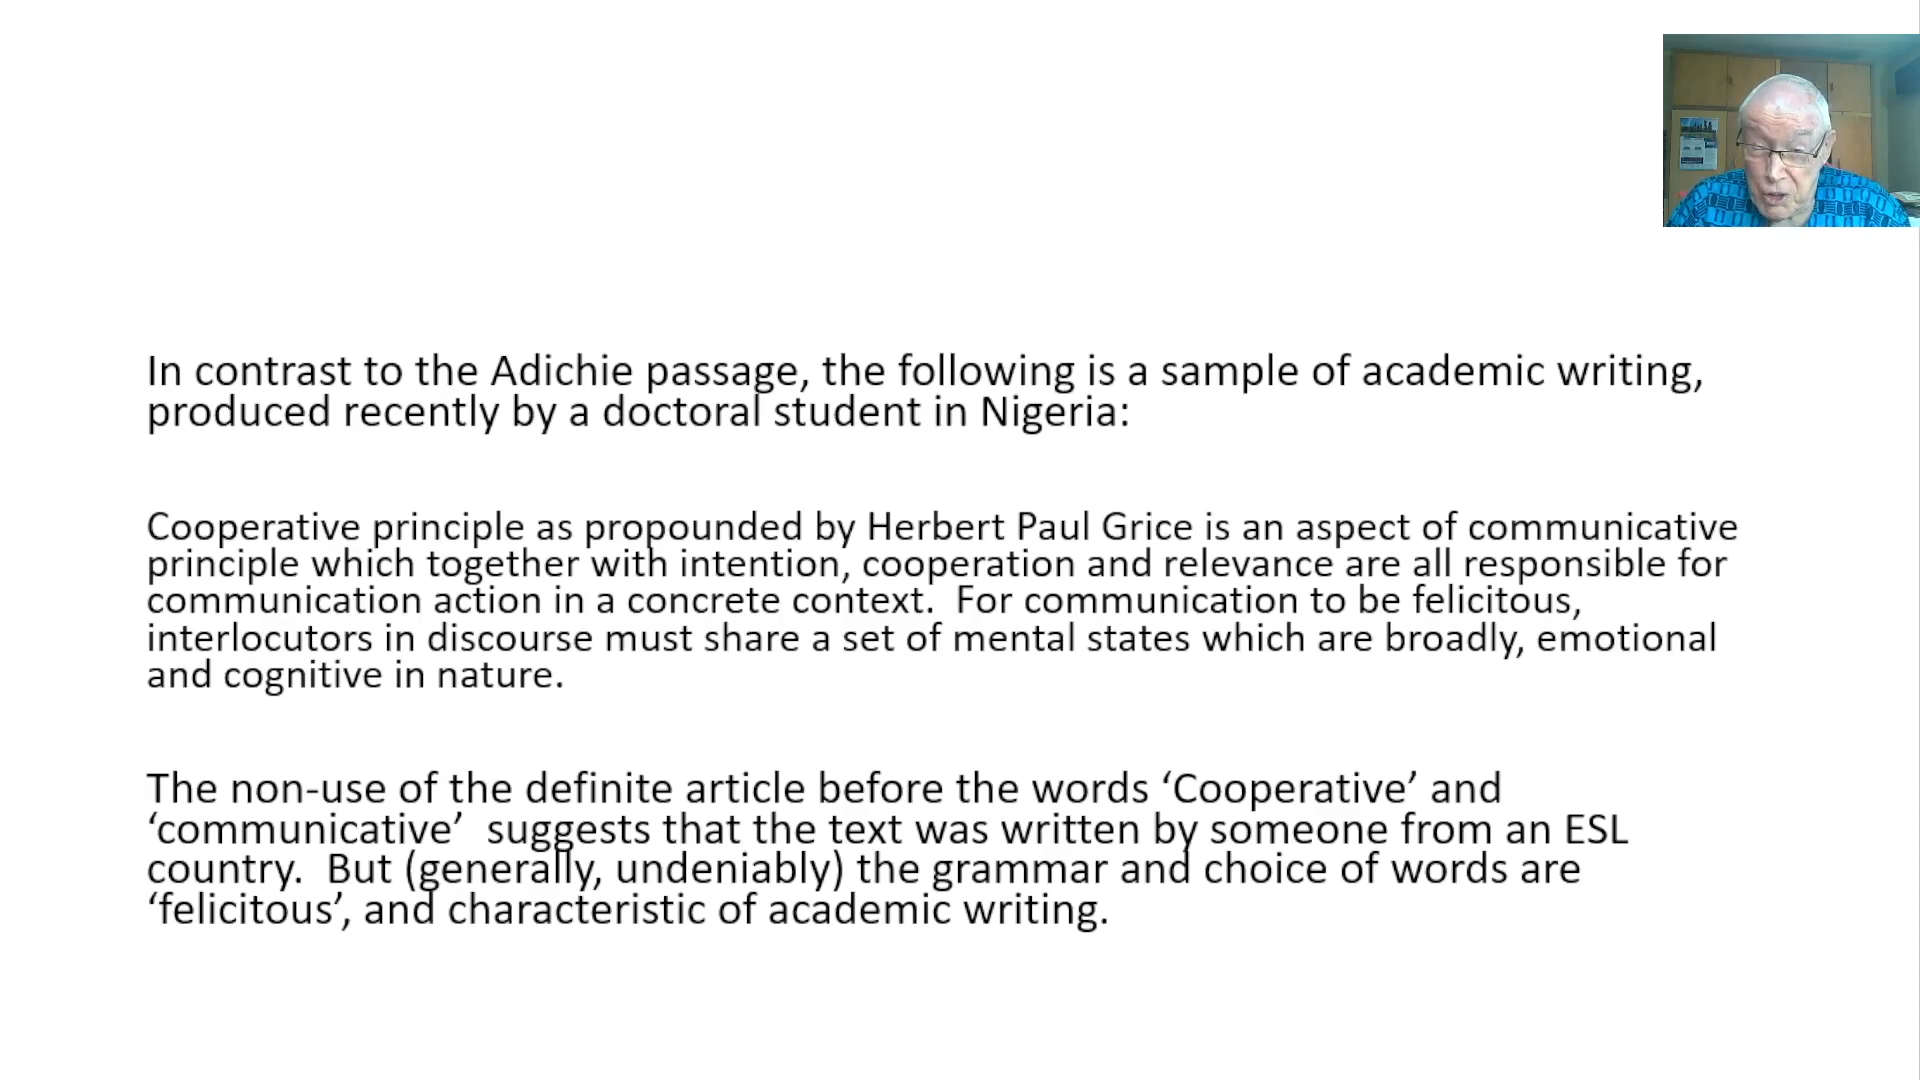 In contrast to the Adichie passage, the following is a sample of academic writing,
produced recently by a doctoral student in Nigeria:
Cooperative principle as propounded by Herbert Paul Grice is an aspect of communicative
principle which together with intention, cooperation and relevance are all responsible for
communication action in a concrete context.  For communication to be felicitous,
interlocutors in discourse must share a set of mental states which are broadly, emotional
and cognitive in nature.
The non-use of the definite article before the words ‘Cooperative’ and
‘communicative’  suggests that the text was written by someone from an ESL
country.  But (generally, undeniably) the grammar and choice of words are
‘felicitous’, and characteristic of academic writing.